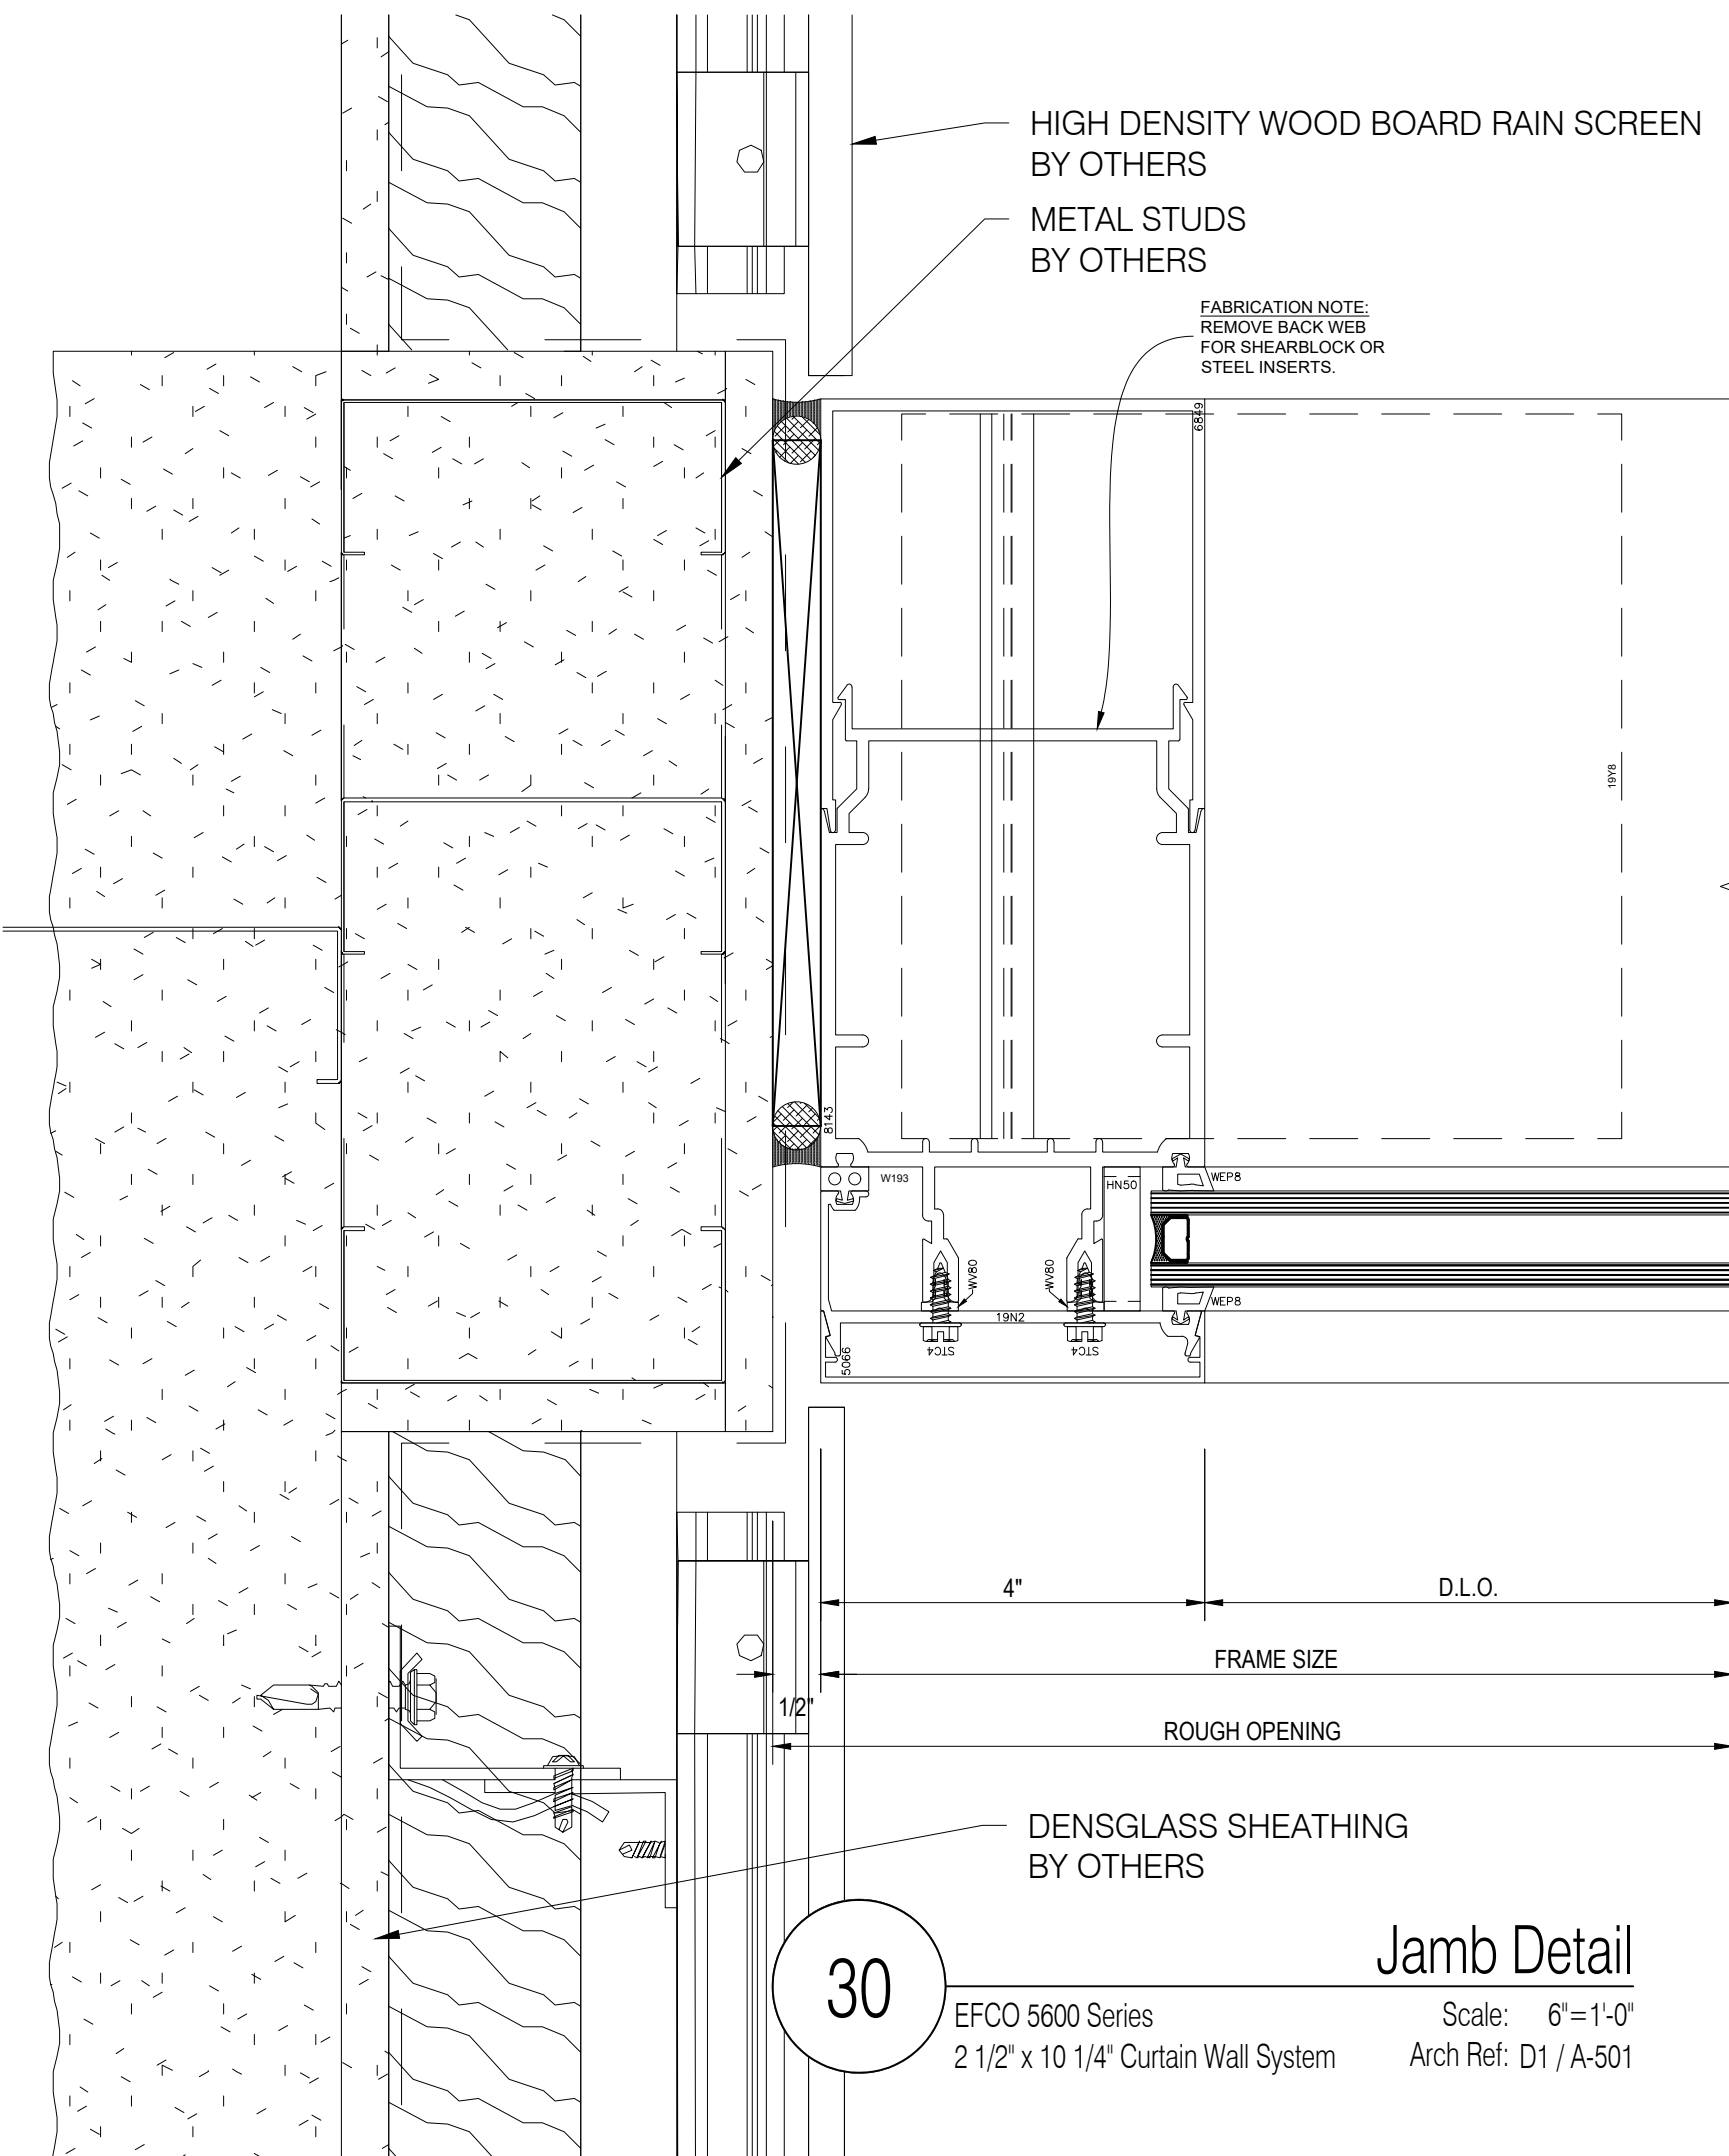 HIGH DENSITY WOOD BOARD RAIN SCREEN
BY OTHERS
METAL STUDS
BY OTHERS
FABRICATION NOTE:
REMOVE BACK WEB
FOR SHEARBLOCK OR
STEEL INSERTS.
6849
19Y8
8143
W193
HN50
WEP8
WV80
WV80
WEP8
19N2
STC4
STC4
5066
4"
D.L.O.
FRAME SIZE
1/2"
ROUGH OPENING
DENSGLASS SHEATHING
BY OTHERS
30
Jamb Detail
EFCO 5600 Series
Scale: 6"=1'-0"
2 1/2" x 10 1/4" Curtain Wall System
Arch Ref: D1 / A-501